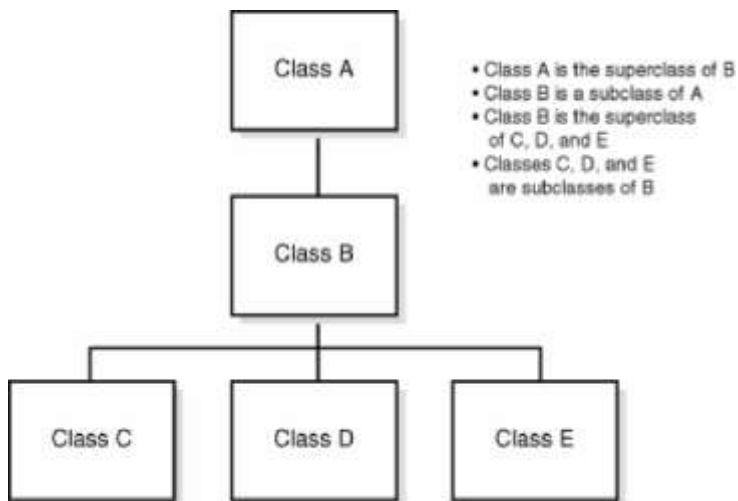 Class A
• Class A is the superclass of B
• Class B is a subclass of A
• Class B is the superclass
of C, D, and E
• Classes C, D, and E
are subclasses of B
Class B
Class C
Class D
Class E